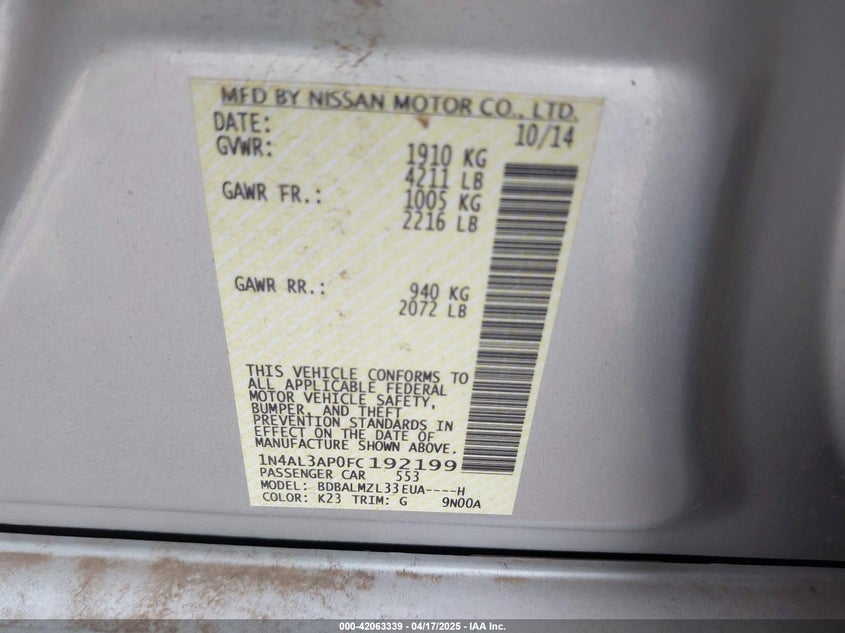 MFD BY NISSAN MOTOR CO., LTD.
DATE: 10/14
GVWR: 1910 KG
4211 LB
GAWR FR.: 1005 KG
2216 LB
GAWR RR.: 940 KG
2072 LB
THIS VEHICLE CONFORMS TO
ALL APPLICABLE FEDERAL
MOTOR VEHICLE SAFETY,
BUMPER, AND THEFT
PREVENTION STANDARDS IN
EFFECT ON THE DATE OF
MANUFACTURE SHOWN ABOVE.
1N4AL3AP0FC192199
PASSENGER CAR 553
MODEL: BDBALMZL33EUA----H
COLOR: K23 TRIM: G 9N00A
000-42063339 - 04/17/2025 - IAA Inc.